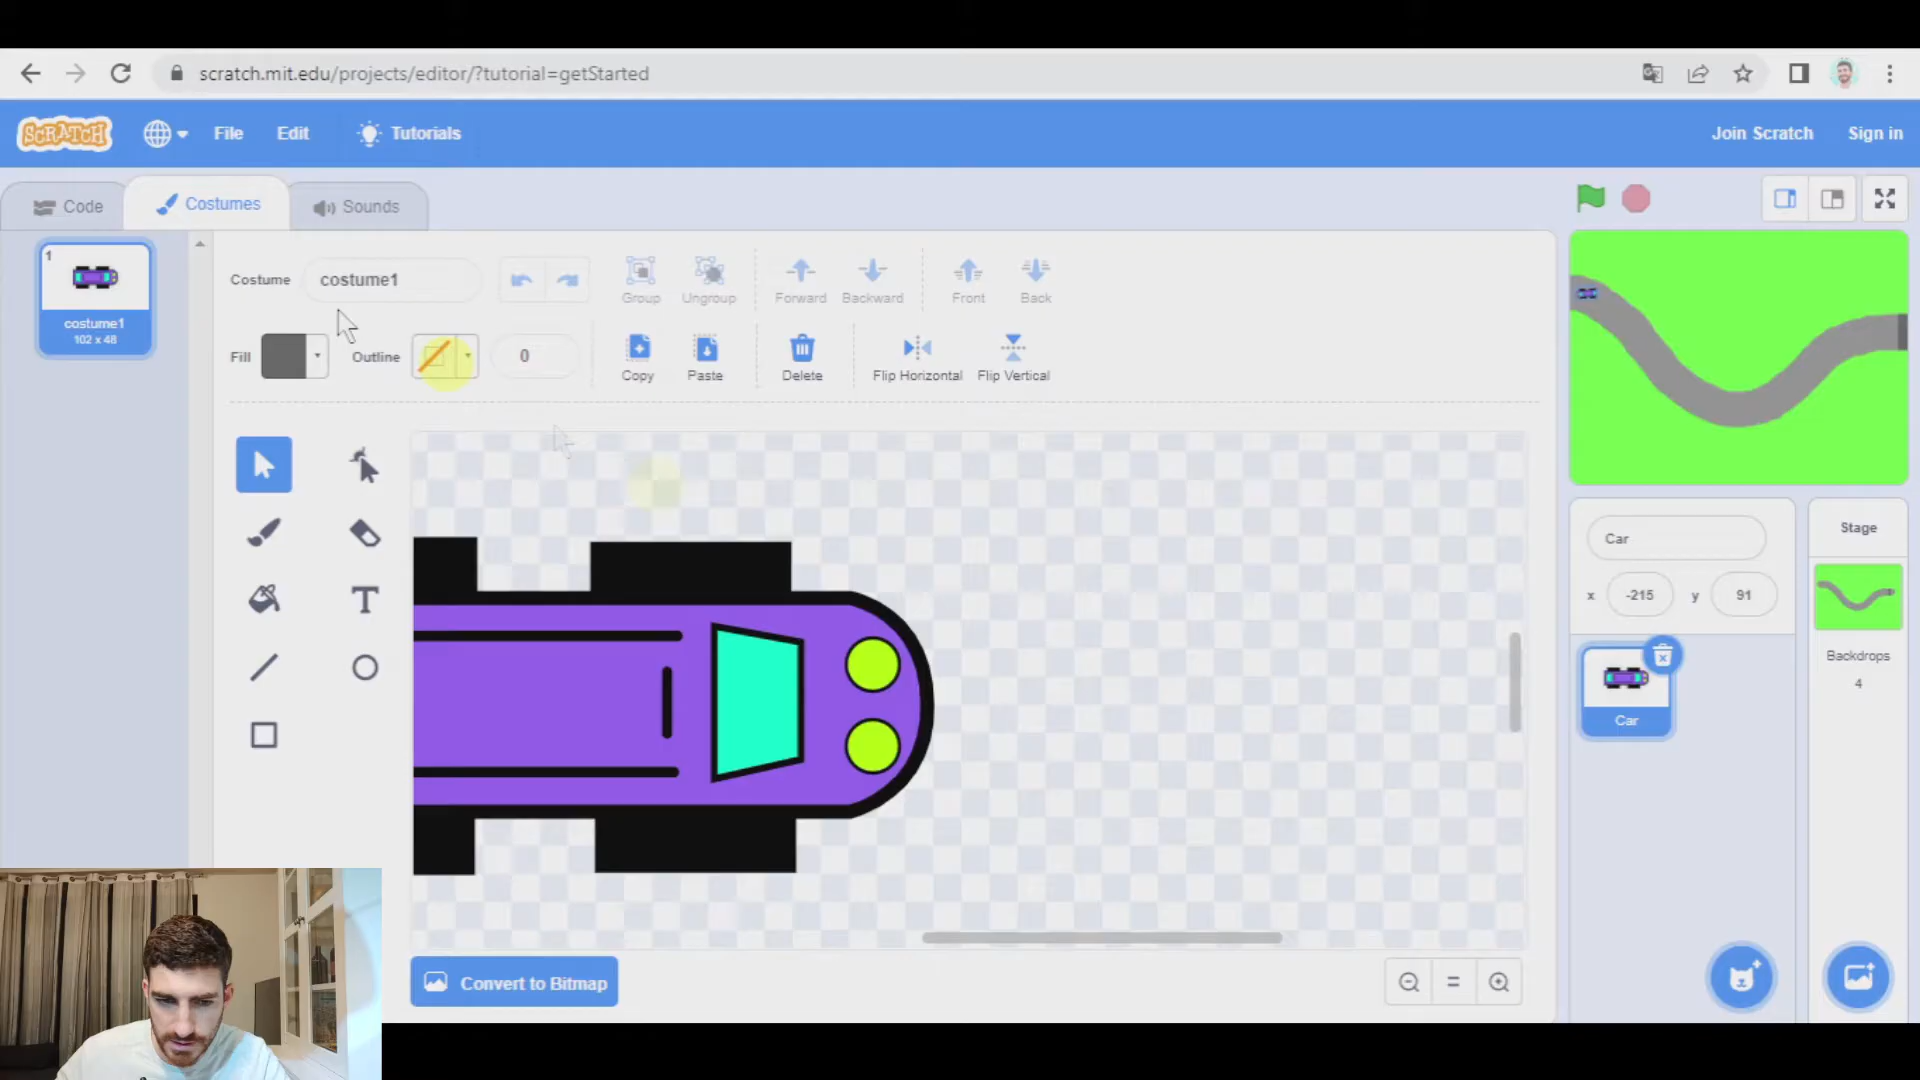 scratch.mit.edu/projects/editor/?tutorial=getStarted
SCRATCH
File
Edit
Tutorials
Join Scratch
Sign in
Code
Costumes
Sounds
1
costume1
102 x 48
Costume
costume1
Group
Ungroup
Forward
Backward
Front
Back
Fill
Outline
0
Copy
Paste
Delete
Flip Horizontal
Flip Vertical
T
Convert to Bitmap
Car
x
-215
y
91
Car
Stage
Backdrops
4